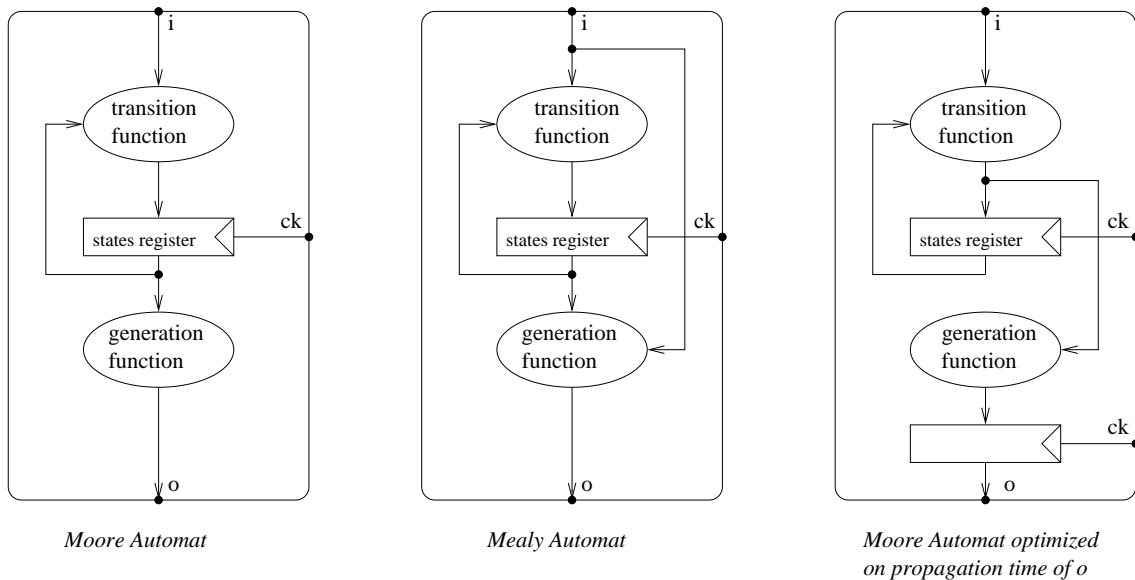 i
transition
function
ck
states register
generation
function
o
Moore Automat
i
transition
function
ck
states register
generation
function
o
Mealy Automat
i
transition
function
ck
states register
generation
function
ck
o
Moore Automat optimized
on propagation time of o